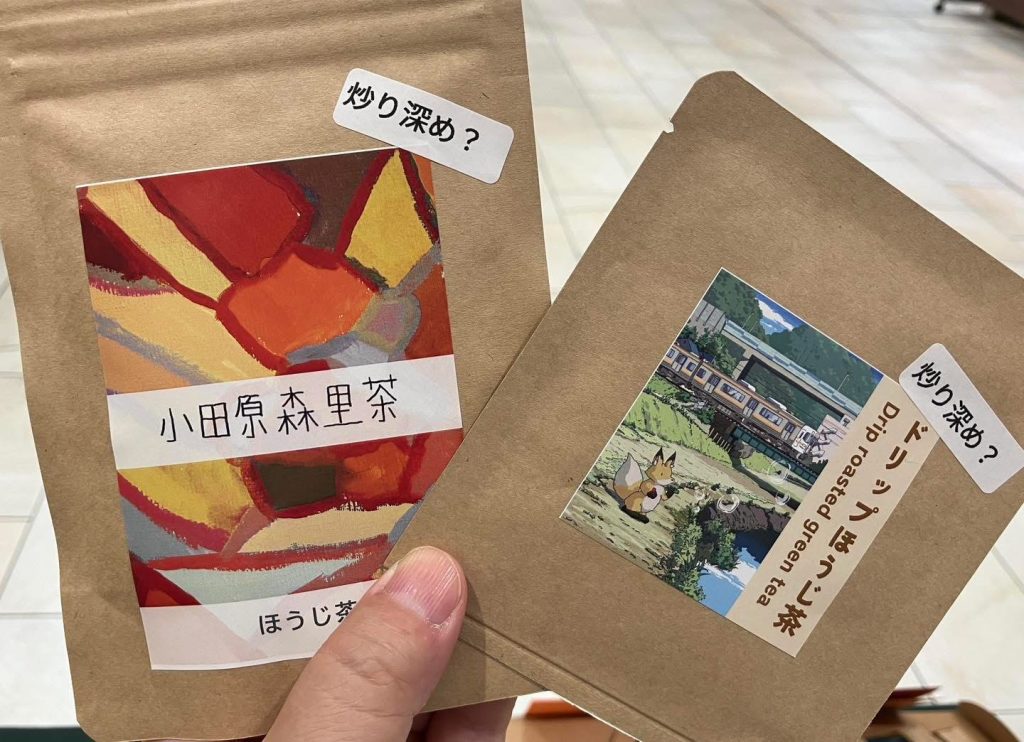 炒り深め？
小田原森里茶
ほうじ茶
炒り深め？
ドリップほうじ茶
Drip roasted green tea